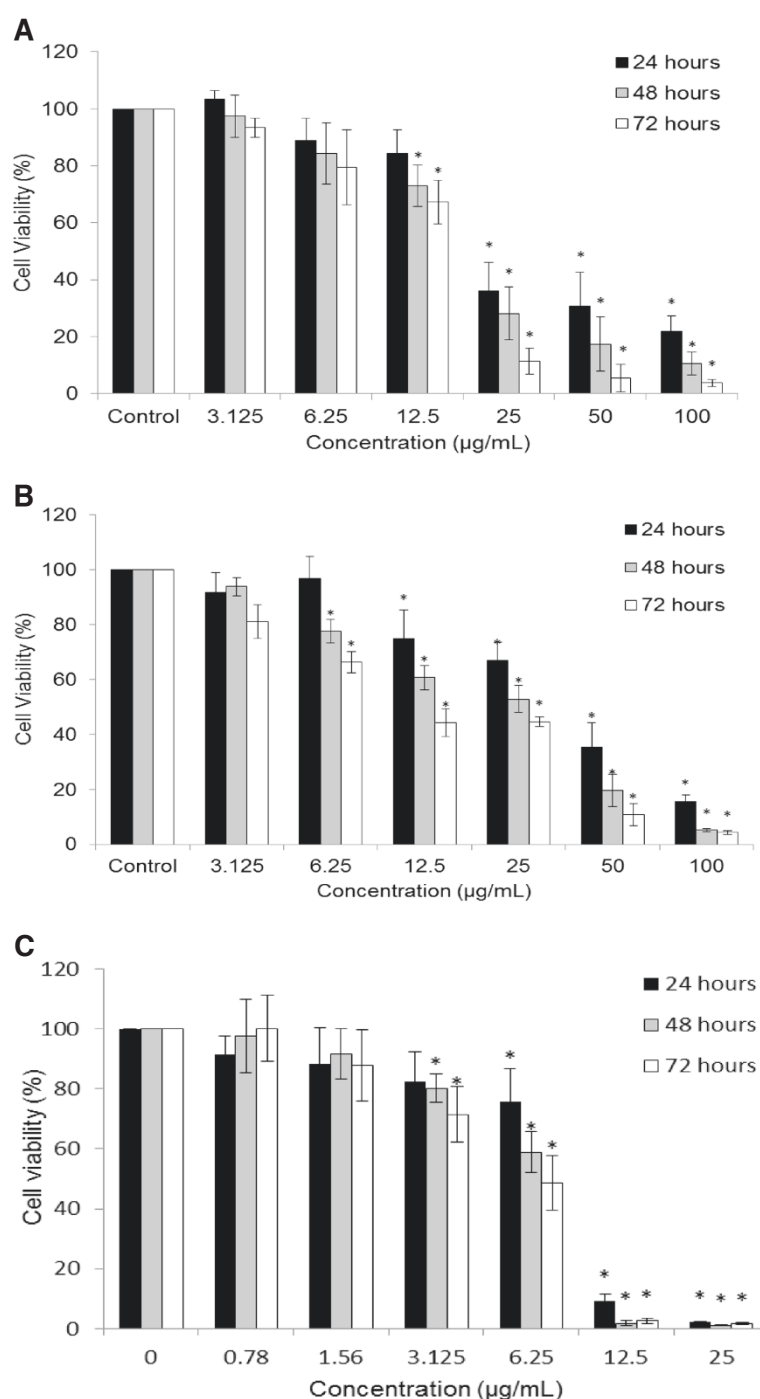 A
24 hours
48 hours
72 hours
120
100
80
60
40
20
0
Cell Viability (%)
* *
* * *
* * *
* * *
Control 3.125 6.25 12.5 25 50 100
Concentration (µg/mL)
B
24 hours
48 hours
72 hours
120
100
80
60
40
20
0
Cell Viability (%)
* *
* * *
* * *
* * *
* * *
Control 3.125 6.25 12.5 25 50 100
Concentration (µg/mL)
C
24 hours
48 hours
72 hours
120
100
80
60
40
20
0
Cell viability (%)
* *
* * *
* * *
* * *
0 0.78 1.56 3.125 6.25 12.5 25
Concentration (µg/mL)